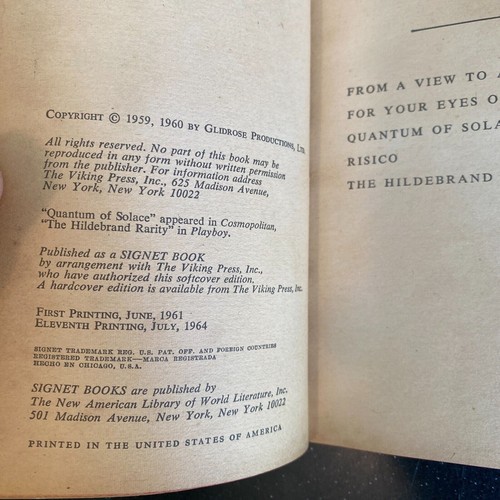 COPYRIGHT © 1959, 1960 BY GLIDROSE PRODUCTIONS, LTD.
All rights reserved. No part of this book may be
reproduced in any form without written permission
from the publisher. For information address
The Viking Press, Inc., 625 Madison Avenue,
New York, New York 10022
"Quantum of Solace" appeared in Cosmopolitan,
"The Hildebrand Rarity" in Playboy.
Published as a SIGNET BOOK
by arrangement with The Viking Press, Inc.,
who have authorized this softcover edition.
A hardcover edition is available from The Viking Press, Inc.
FIRST PRINTING, JUNE, 1961
ELEVENTH PRINTING, JULY, 1964
SIGNET TRADEMARK REG. U.S. PAT. OFF. AND FOREIGN COUNTRIES
REGISTERED TRADEMARK—MARCA REGISTRADA
HECHO EN CHICAGO, U.S.A.
SIGNET BOOKS are published by
The New American Library of World Literature, Inc.
501 Madison Avenue, New York, New York 10022
PRINTED IN THE UNITED STATES OF AMERICA
FROM A VIEW TO A
FOR YOUR EYES O
QUANTUM OF SOLA
RISICO
THE HILDEBRAND